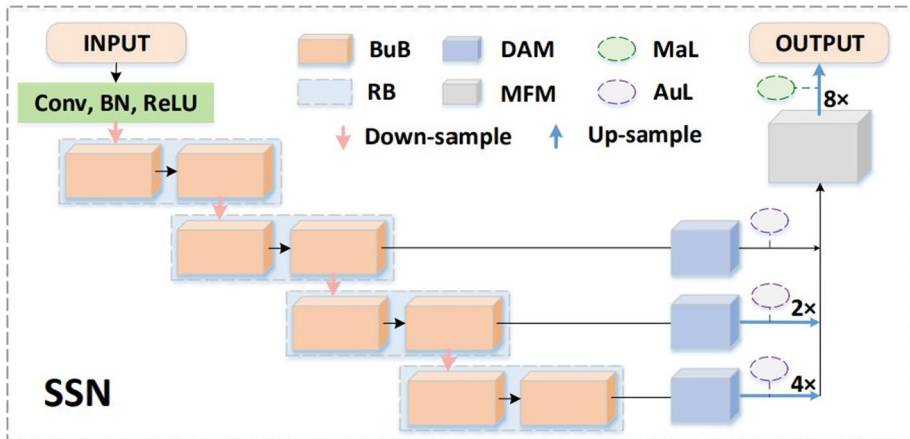 INPUT
BuB
DAM
MaL
OUTPUT
Conv, BN, ReLU
RB
MFM
AuL
8×
Down-sample
Up-sample
2×
4×
SSN